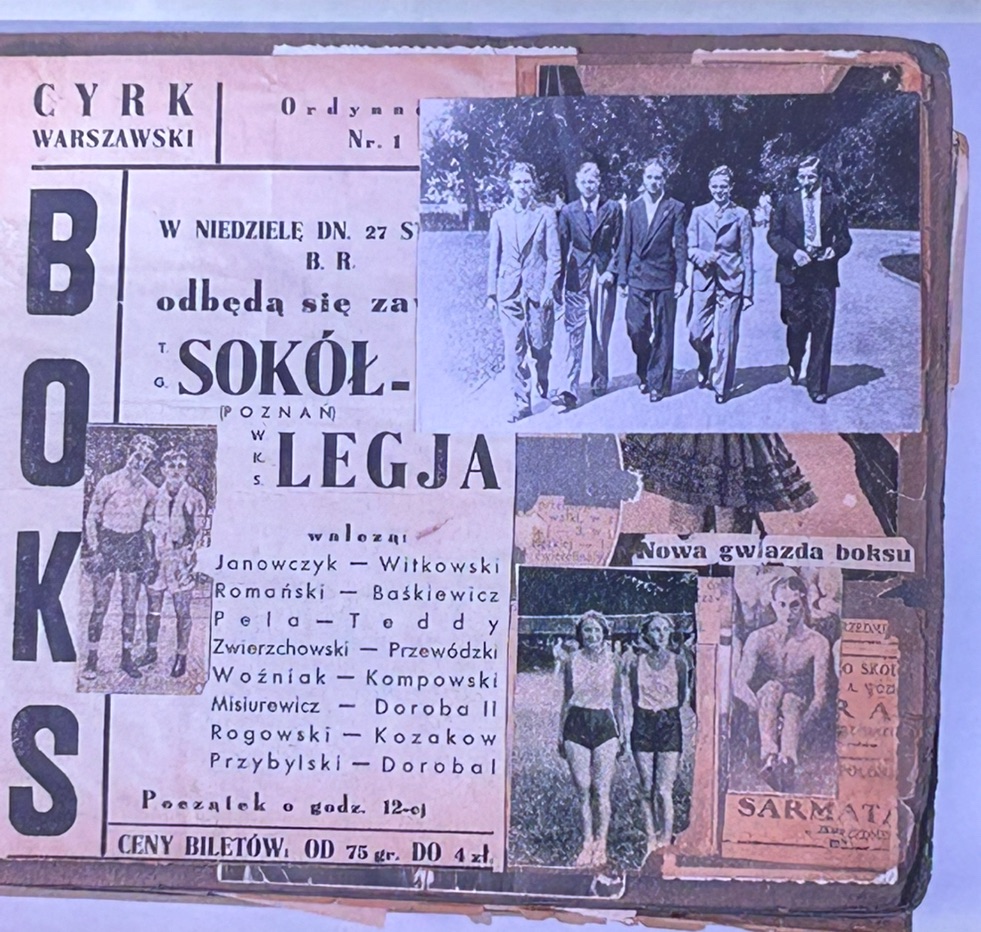 CYRK
WARSZAWSKI
Nr. 1
BOKS
W NIEDZIELĘ DN. 27
B. R.
odbędą się
T. G. SOKÓŁ-
(POZNAŃ)
W. K. S. LEGJA
walczą:
Janowczyk — Witkowski
Romański — Baśkiewicz
Pela — Teddy
Zwierzchowski — Przewódzki
Woźniak — Kompowski
Misiurewicz — Doroba II
Rogowski — Kozakow
Przybylski — Doroba I
Początek o godz. 12-ej
CENY BILETÓW: OD 75 gr. DO 4 zł.
Nowa gwiazda boksu
SARMATA